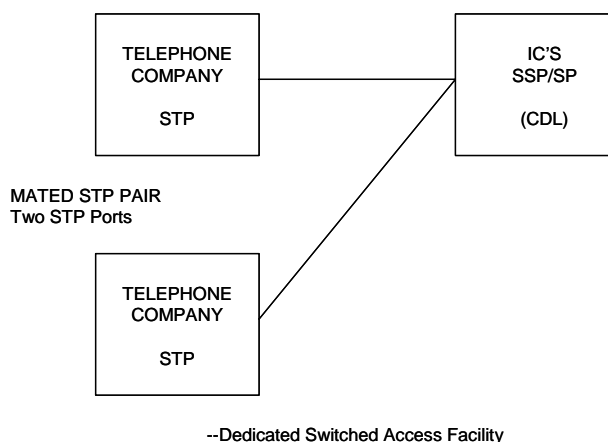 TELEPHONE
COMPANY
STP
IC'S
SSP/SP
(CDL)
MATED STP PAIR
Two STP Ports
TELEPHONE
COMPANY
STP
--Dedicated Switched Access Facility